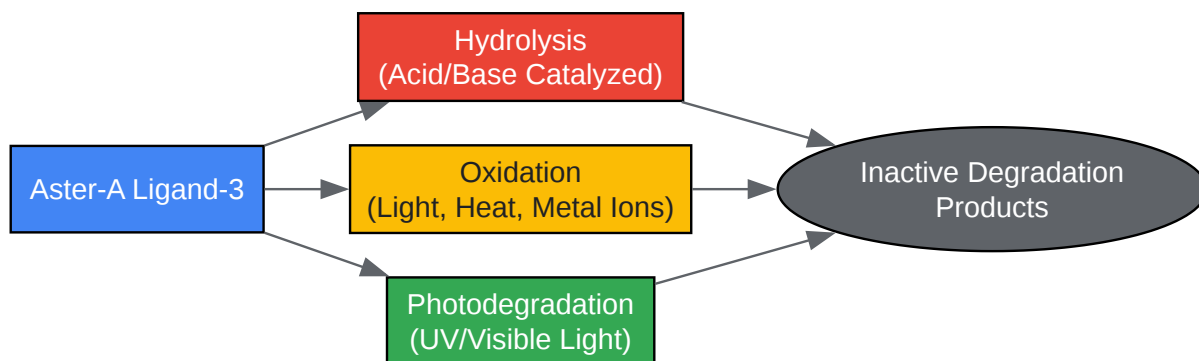 Hydrolysis
(Acid/Base Catalyzed)
Aster-A Ligand-3
Oxidation
(Light, Heat, Metal Ions)
Inactive Degradation
Products
Photodegradation
(UV/Visible Light)